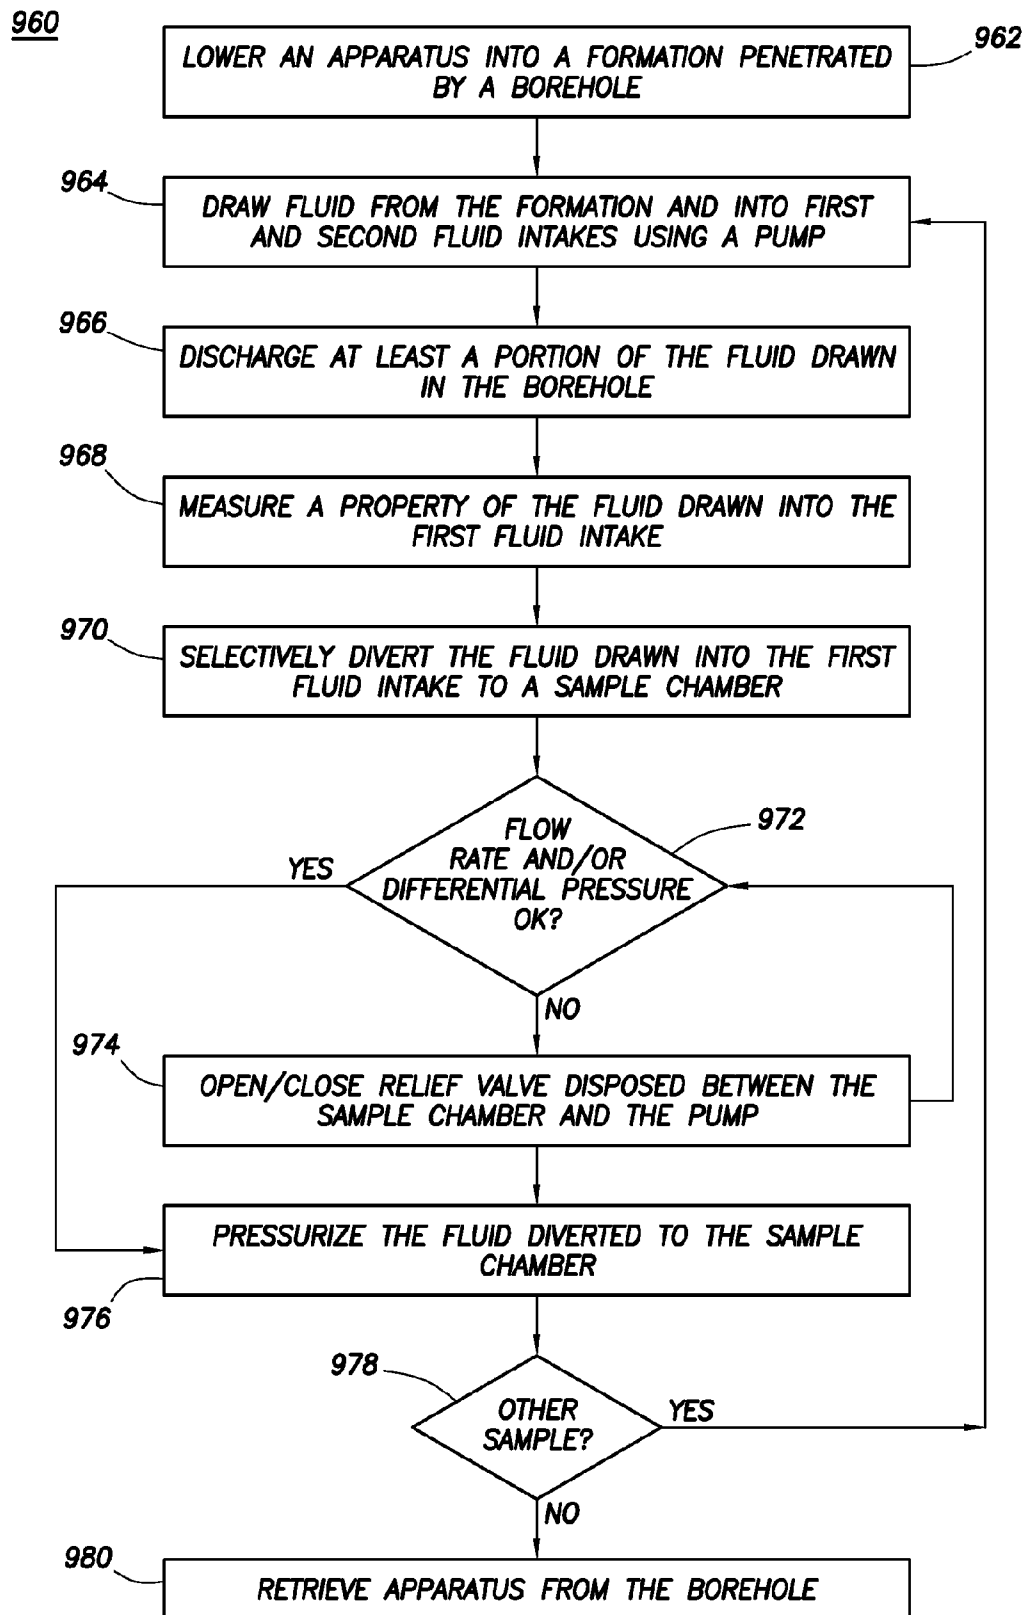 960
LOWER AN APPARATUS INTO A FORMATION PENETRATED
BY A BOREHOLE
962
964
DRAW FLUID FROM THE FORMATION AND INTO FIRST
AND SECOND FLUID INTAKES USING A PUMP
966
DISCHARGE AT LEAST A PORTION OF THE FLUID DRAWN
IN THE BOREHOLE
968
MEASURE A PROPERTY OF THE FLUID DRAWN INTO THE
FIRST FLUID INTAKE
970
SELECTIVELY DIVERT THE FLUID DRAWN INTO THE FIRST
FLUID INTAKE TO A SAMPLE CHAMBER
972
FLOW
RATE AND/OR
DIFFERENTIAL PRESSURE
OK?
YES
NO
974
OPEN/CLOSE RELIEF VALVE DISPOSED BETWEEN THE
SAMPLE CHAMBER AND THE PUMP
PRESSURIZE THE FLUID DIVERTED TO THE SAMPLE
CHAMBER
976
978
OTHER
SAMPLE?
YES
NO
980
RETRIEVE APPARATUS FROM THE BOREHOLE